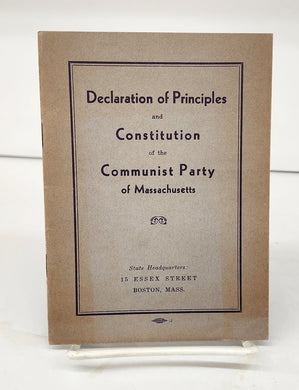 Declaration of Principles
and
Constitution
of the
Communist Party
of Massachusetts
State Headquarters:
15 ESSEX STREET
BOSTON, MASS.